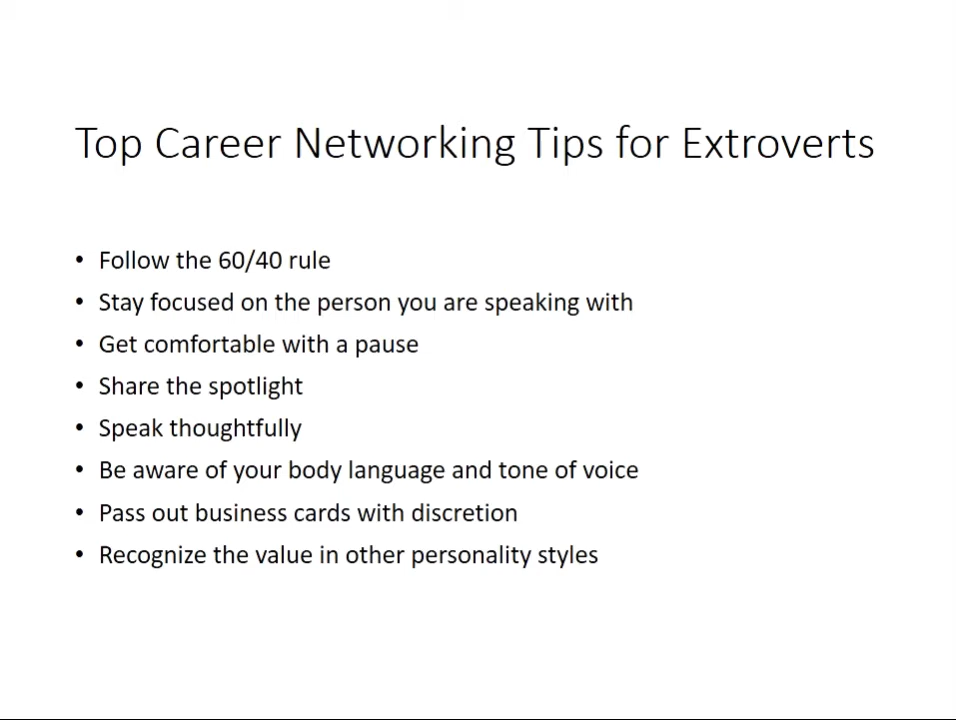 Top Career Networking Tips for Extroverts
• Follow the 60/40 rule
• Stay focused on the person you are speaking with
• Get comfortable with a pause
• Share the spotlight
• Speak thoughtfully
• Be aware of your body language and tone of voice
• Pass out business cards with discretion
• Recognize the value in other personality styles